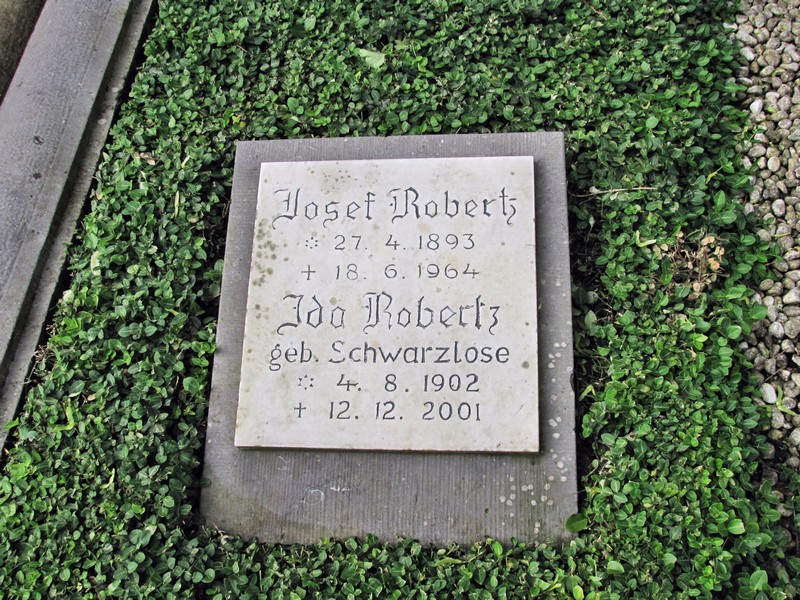 Josef Robertz
* 27. 4. 1893
+ 18. 6. 1964
Ida Robertz
geb. Schwarzlose
* 4. 8. 1902
+ 12. 12. 2001